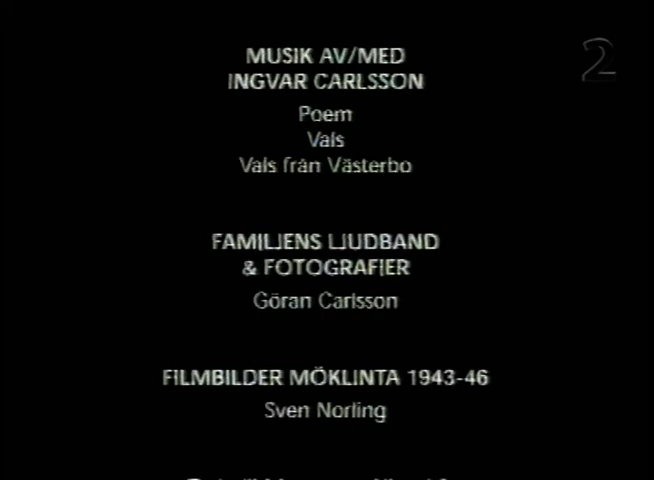 2
MUSIK AV/MED
INGVAR CARLSSON
Poem
Vals
Vals från Västerbo
FAMILJENS LJUDBAND
& FOTOGRAFIER
Göran Carlsson
FILMBILDER MÖKLINTA 1943-46
Sven Norling